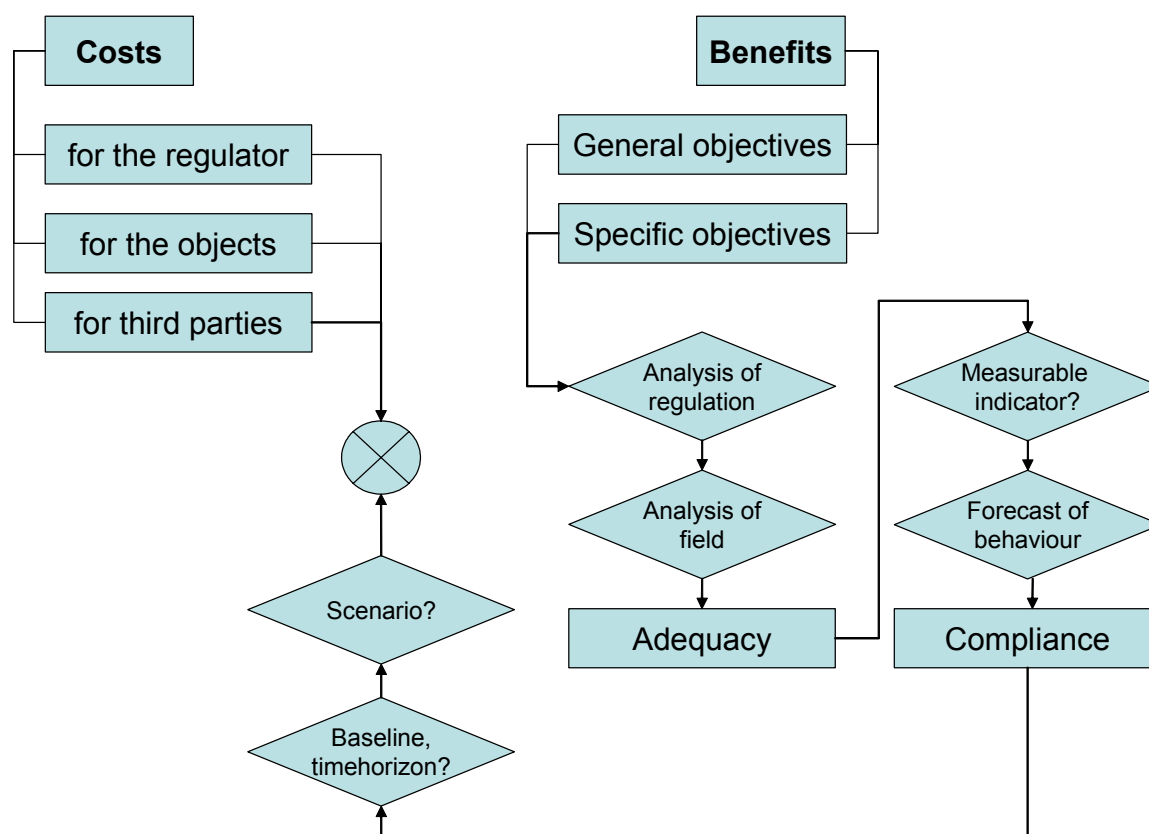 Costs
Benefits
for the regulator
General objectives
for the objects
Specific objectives
for third parties
Analysis of
regulation
Measurable
indicator?
Analysis of
field
Forecast of
behaviour
Scenario?
Adequacy
Compliance
Baseline,
timehorizon?